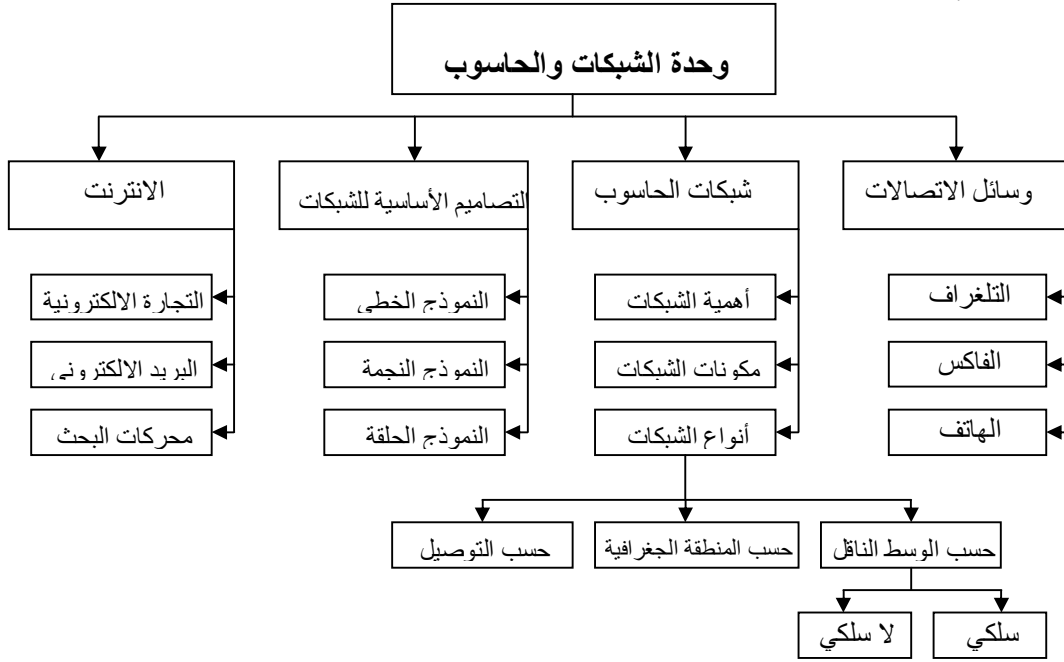 وحدة الشبكات والحاسوب
وسائل الاتصالات
شبكات الحاسوب
التصاميم الأساسية للشبكات
الانترنت
التلغراف
أهمية الشبكات
النموذج الخطي
التجارة الالكترونية
الفاكس
مكونات الشبكات
النموذج النجمة
البريد الالكتروني
الهاتف
أنواع الشبكات
النموذج الحلقة
محركات البحث
حسب الوسط الناقل
حسب المنطقة الجغرافية
حسب التوصيل
سلكي
لا سلكي